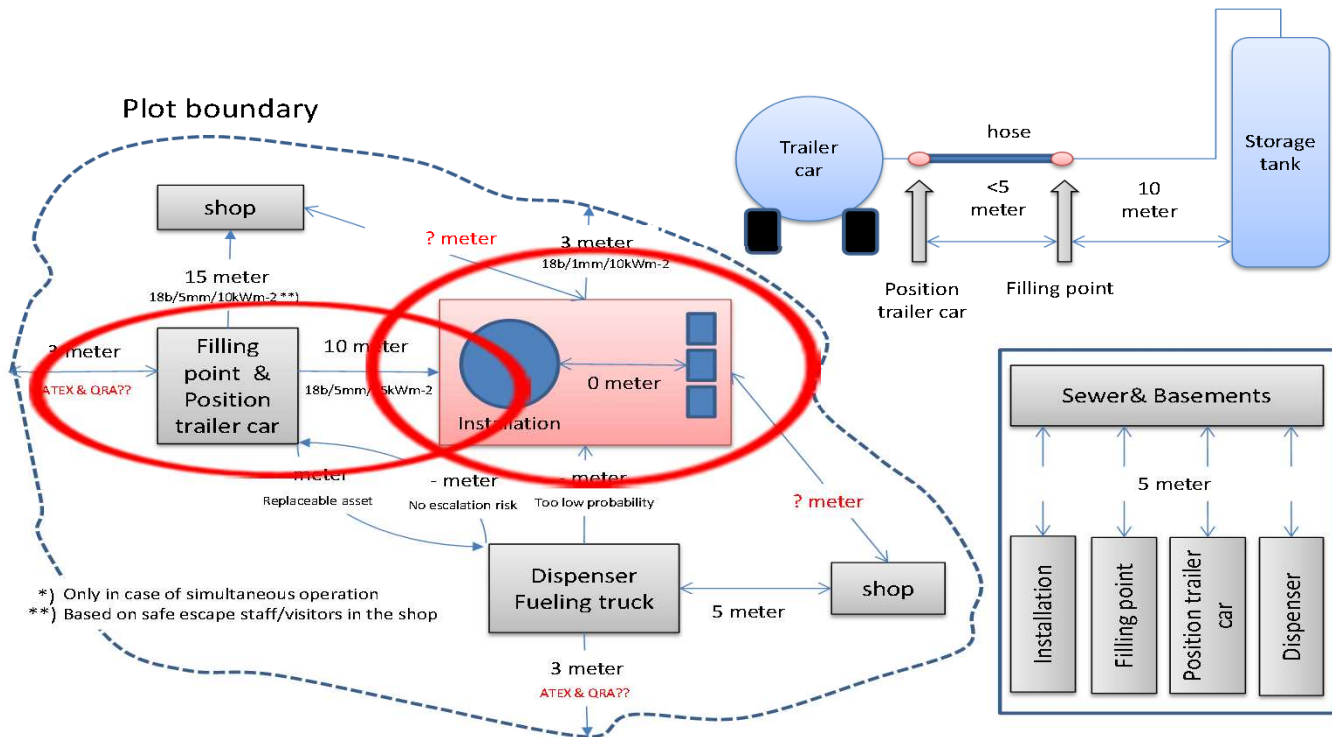 Plot boundary
shop
15 meter
18b/5mm/10kWm-2 **)
? meter
3 meter
18b/1mm/10kWm-2
3 meter
ATEX & QRA??
Filling
point &
Position
trailer car
10 meter
18b/5mm/ 5kWm-2
0 meter
Installation
meter
Replaceable asset
- meter
No escalation risk
- meter
Too low probability
? meter
Dispenser
Fueling truck
5 meter
shop
3 meter
ATEX & QRA??
*) Only in case of simultaneous operation
**) Based on safe escape staff/visitors in the shop
Trailer
car
hose
<5
meter
10
meter
Storage
tank
Position
trailer car
Filling point
Sewer& Basements
5 meter
Installation
Filling point
Position trailer
car
Dispenser